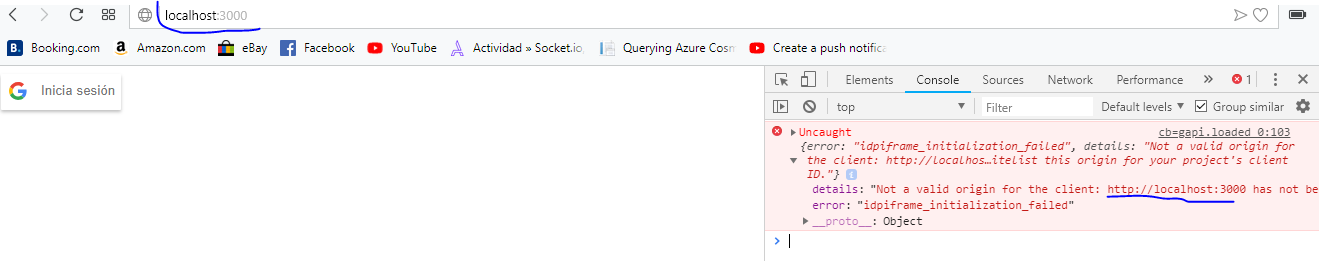 localhost:3000
Booking.com Amazon.com eBay Facebook YouTube Actividad » Socket.io Querying Azure Cosm Create a push notifica
Inicia sesión
Elements Console Sources Network Performance » 1
top Filter Default levels Group similar
Uncaught cb=gapi.loaded_0:103
{error: "idpiframe_initialization_failed", details: "Not a valid origin for
the client: http://localhos…itelist this origin for your project's client
ID."}
details: "Not a valid origin for the client: http://localhost:3000 has not be
error: "idpiframe_initialization_failed"
__proto__: Object